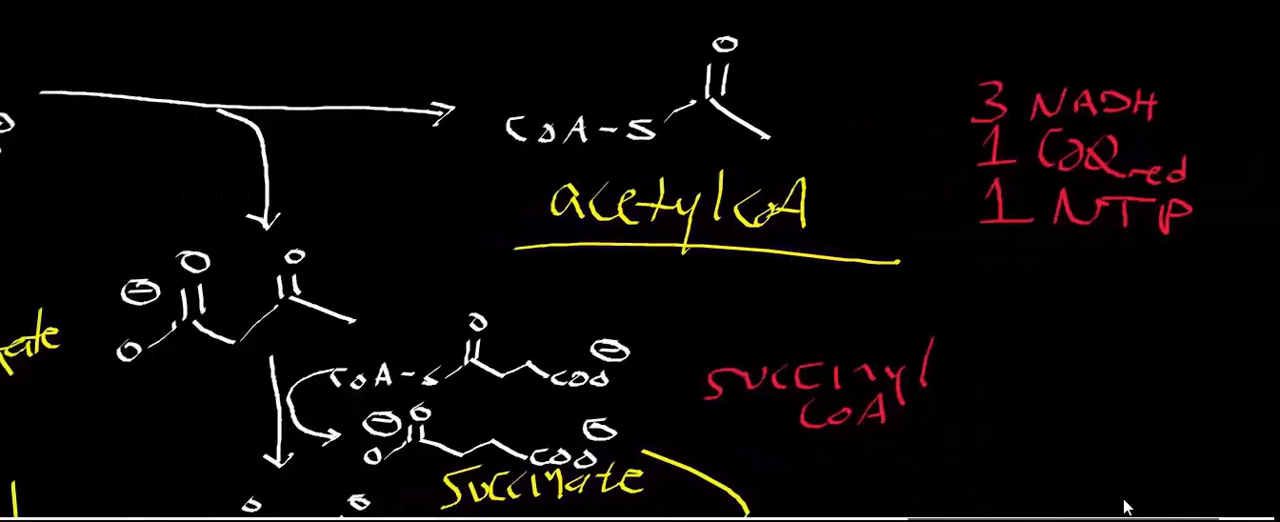 O
CoA-S
acetylcoA
3 NADH
1 CoQred
1 NTP
O
O
⊖
O
O
CoA-S
COO
⊖
succinyl
CoA
⊖
O
O
COO
⊖
succinate
O
O